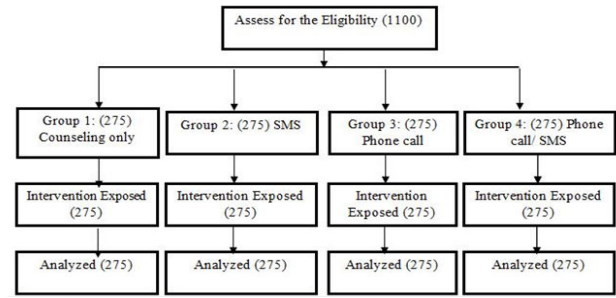 Assess for the Eligibility (1100)
Group 1: (275)
Counseling only
Group 2: (275) SMS
Group 3: (275)
Phone call
Group 4: (275) Phone
call/ SMS
Intervention Exposed
(275)
Intervention Exposed
(275)
Intervention
Exposed (275)
Intervention Exposed
(275)
Analyzed (275)
Analyzed (275)
Analyzed (275)
Analyzed (275)